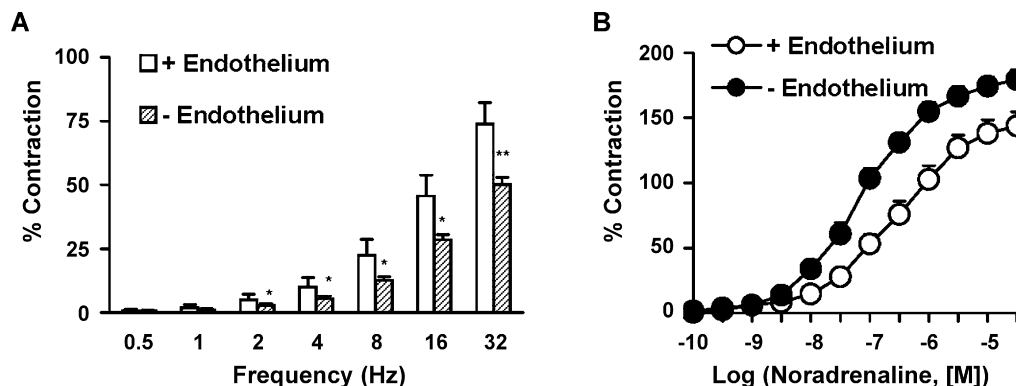 A
% Contraction
100
75
50
25
0
+ Endothelium
- Endothelium
* * * * **
0.5 1 2 4 8 16 32
Frequency (Hz)
B
% Contraction
200
150
100
50
0
+ Endothelium
- Endothelium
-10 -9 -8 -7 -6 -5
Log (Noradrenaline, [M])